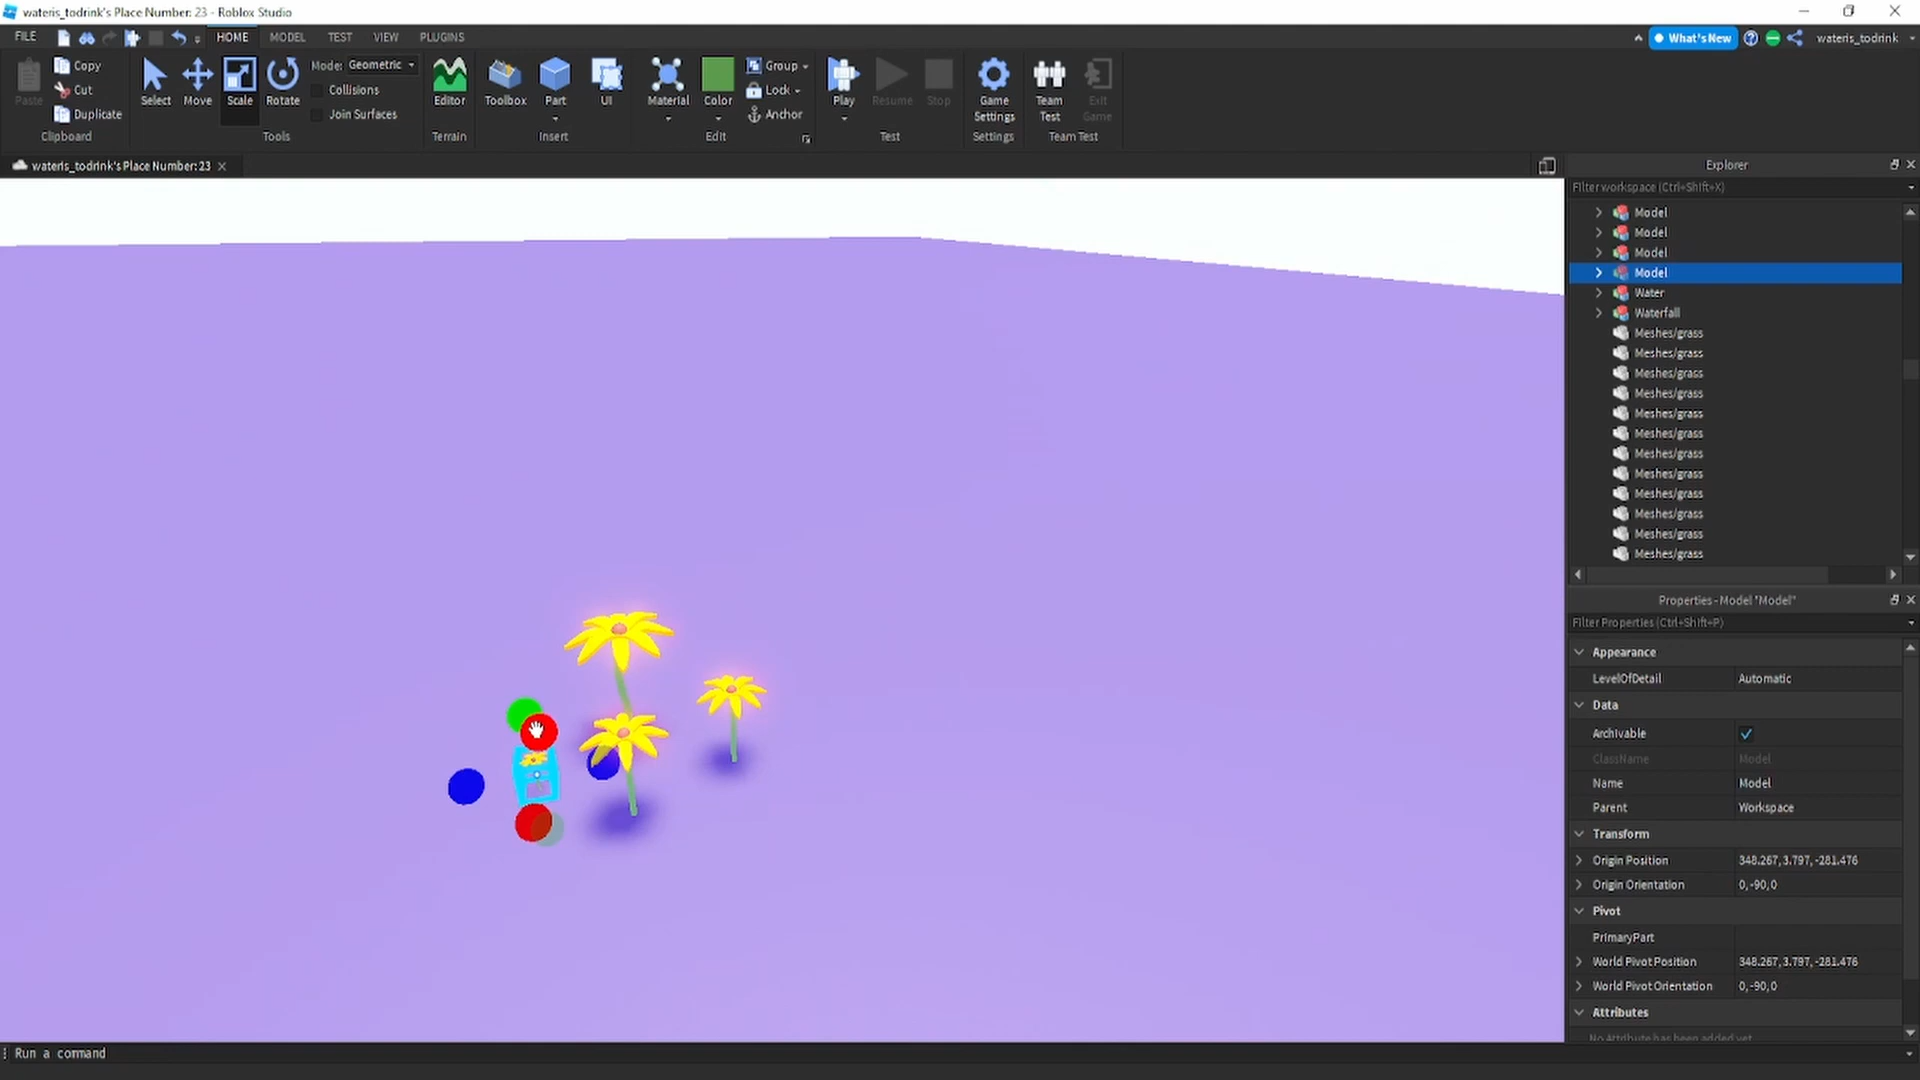 wateris_todrink's Place Number: 23 - Roblox Studio
FILE HOME MODEL TEST VIEW PLUGINS What's New wateris_todrink
Paste Copy Cut Duplicate Clipboard
Select Move Scale Rotate Mode: Geometric Collisions Join Surfaces Tools
Editor Terrain
Toolbox Part UI Insert
Material Color Group Lock Anchor Edit
Play Resume Stop Test
Game Settings Settings
Team Test Exit Game Team Test
wateris_todrink's Place Number: 23
Explorer
Filter workspace (Ctrl+Shift+X)
Model
Model
Model
Model
Water
Waterfall
Meshes/grass
Meshes/grass
Meshes/grass
Meshes/grass
Meshes/grass
Meshes/grass
Meshes/grass
Meshes/grass
Meshes/grass
Meshes/grass
Meshes/grass
Meshes/grass
Properties - Model "Model"
Filter Properties (Ctrl+Shift+P)
Appearance
LevelOfDetail Automatic
Data
Archivable
ClassName Model
Name Model
Parent Workspace
Transform
Origin Position 348.267, 3.797, -281.476
Origin Orientation 0, -90, 0
Pivot
PrimaryPart
World Pivot Position 348.267, 3.797, -281.476
World Pivot Orientation 0, -90, 0
Attributes
No Attribute has been added yet
Run a command